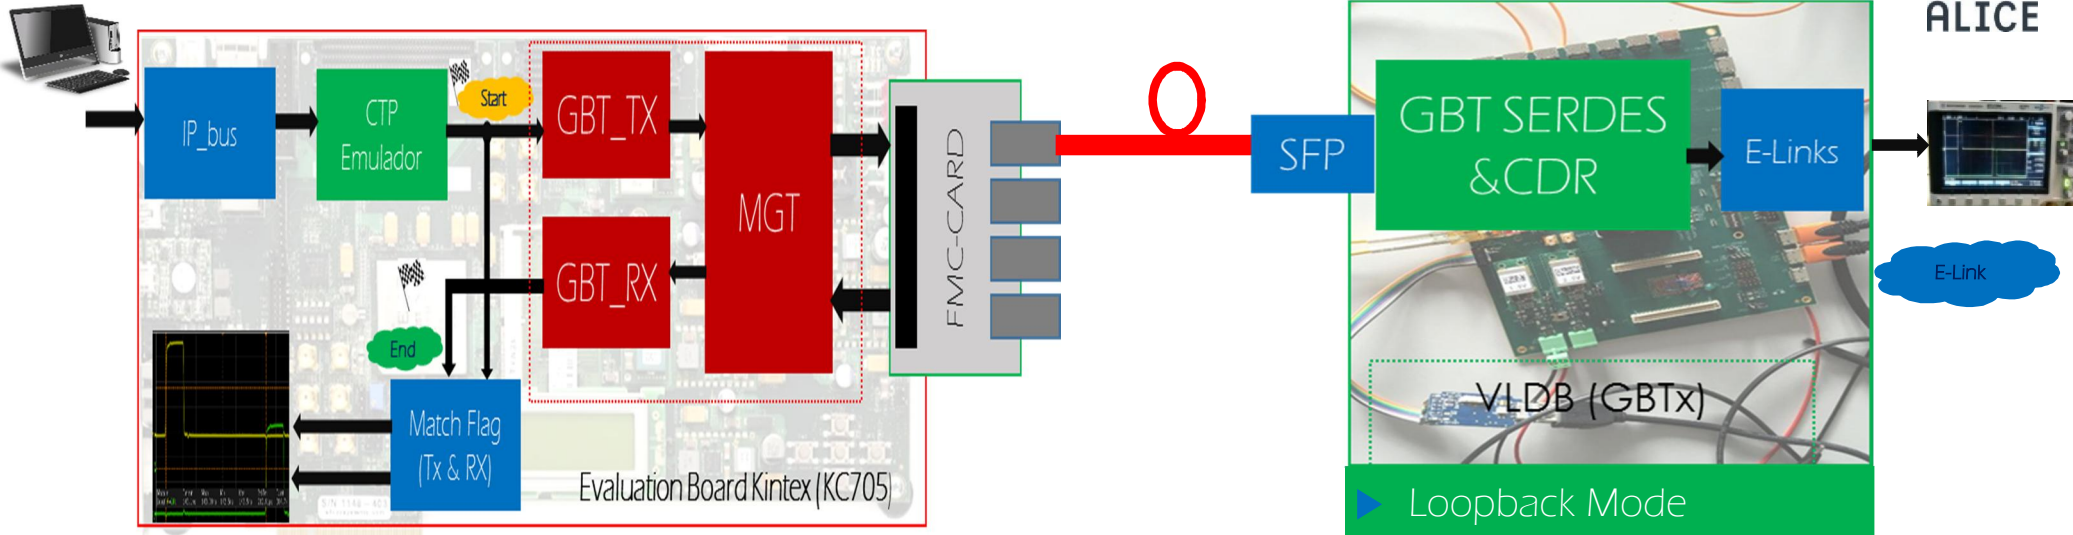 ALICE
IP_bus
CTP
Emulador
Start
GBT_TX
MGT
GBT_RX
End
Match Flag
(Tx & RX)
Evaluation Board Kintex (KC705)
FMC-CARD
SFP
GBT SERDES
&CDR
E-Links
E-Link
VLDB (GBTx)
Loopback Mode